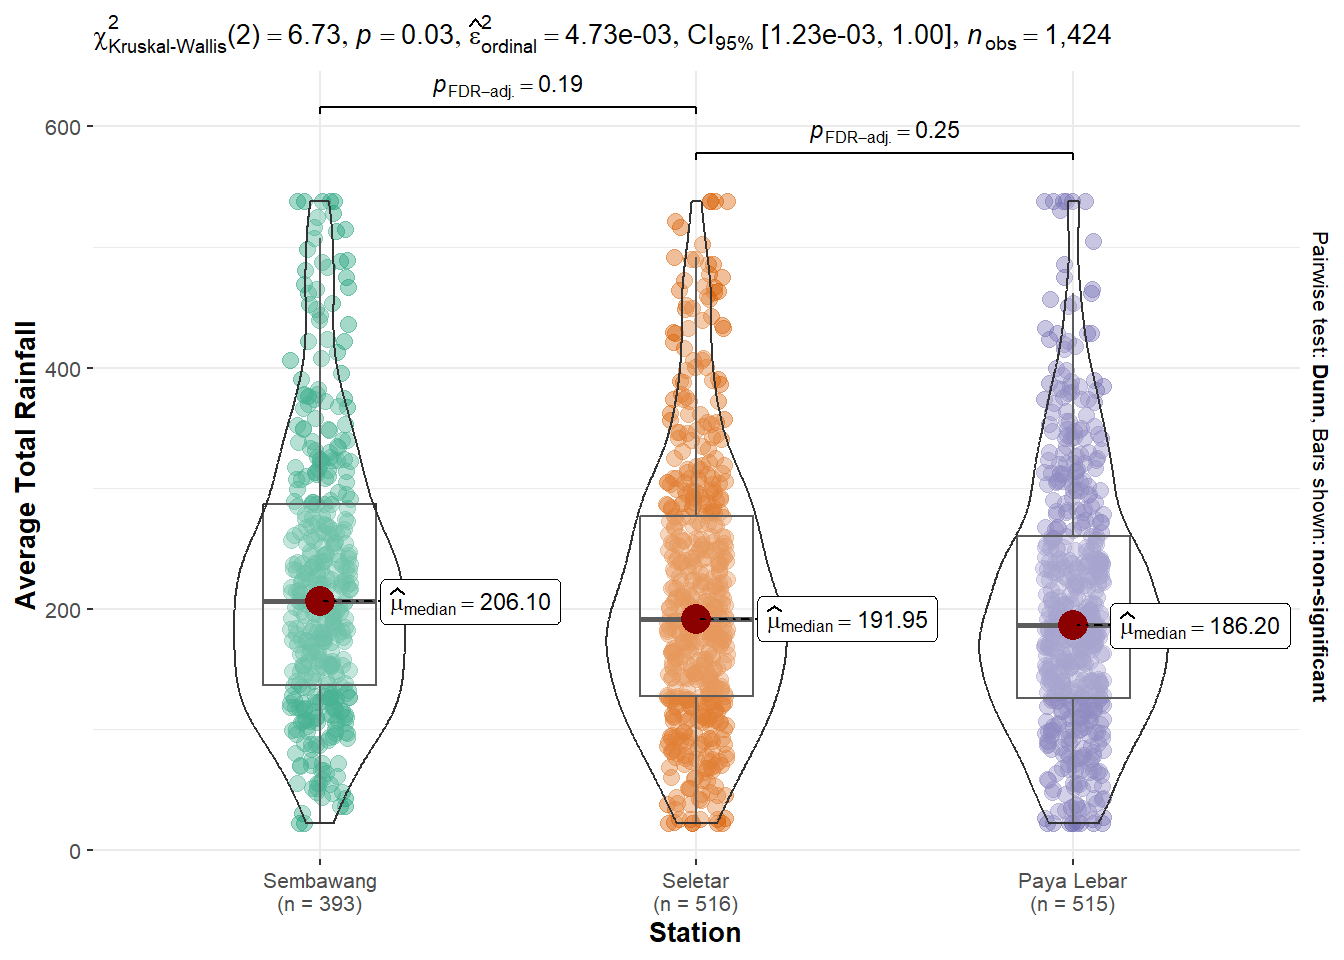 χ²Kruskal-Wallis(2) = 6.73, p = 0.03, ε̂²ordinal = 4.73e-03, CI95% [1.23e-03, 1.00], nobs = 1,424
pFDR−adj. = 0.19
pFDR−adj. = 0.25
600
400
200
0
Average Total Rainfall
μ̂median = 206.10
μ̂median = 191.95
μ̂median = 186.20
Pairwise test: Dunn, Bars shown: non-significant
Sembawang
(n = 393)
Seletar
(n = 516)
Paya Lebar
(n = 515)
Station